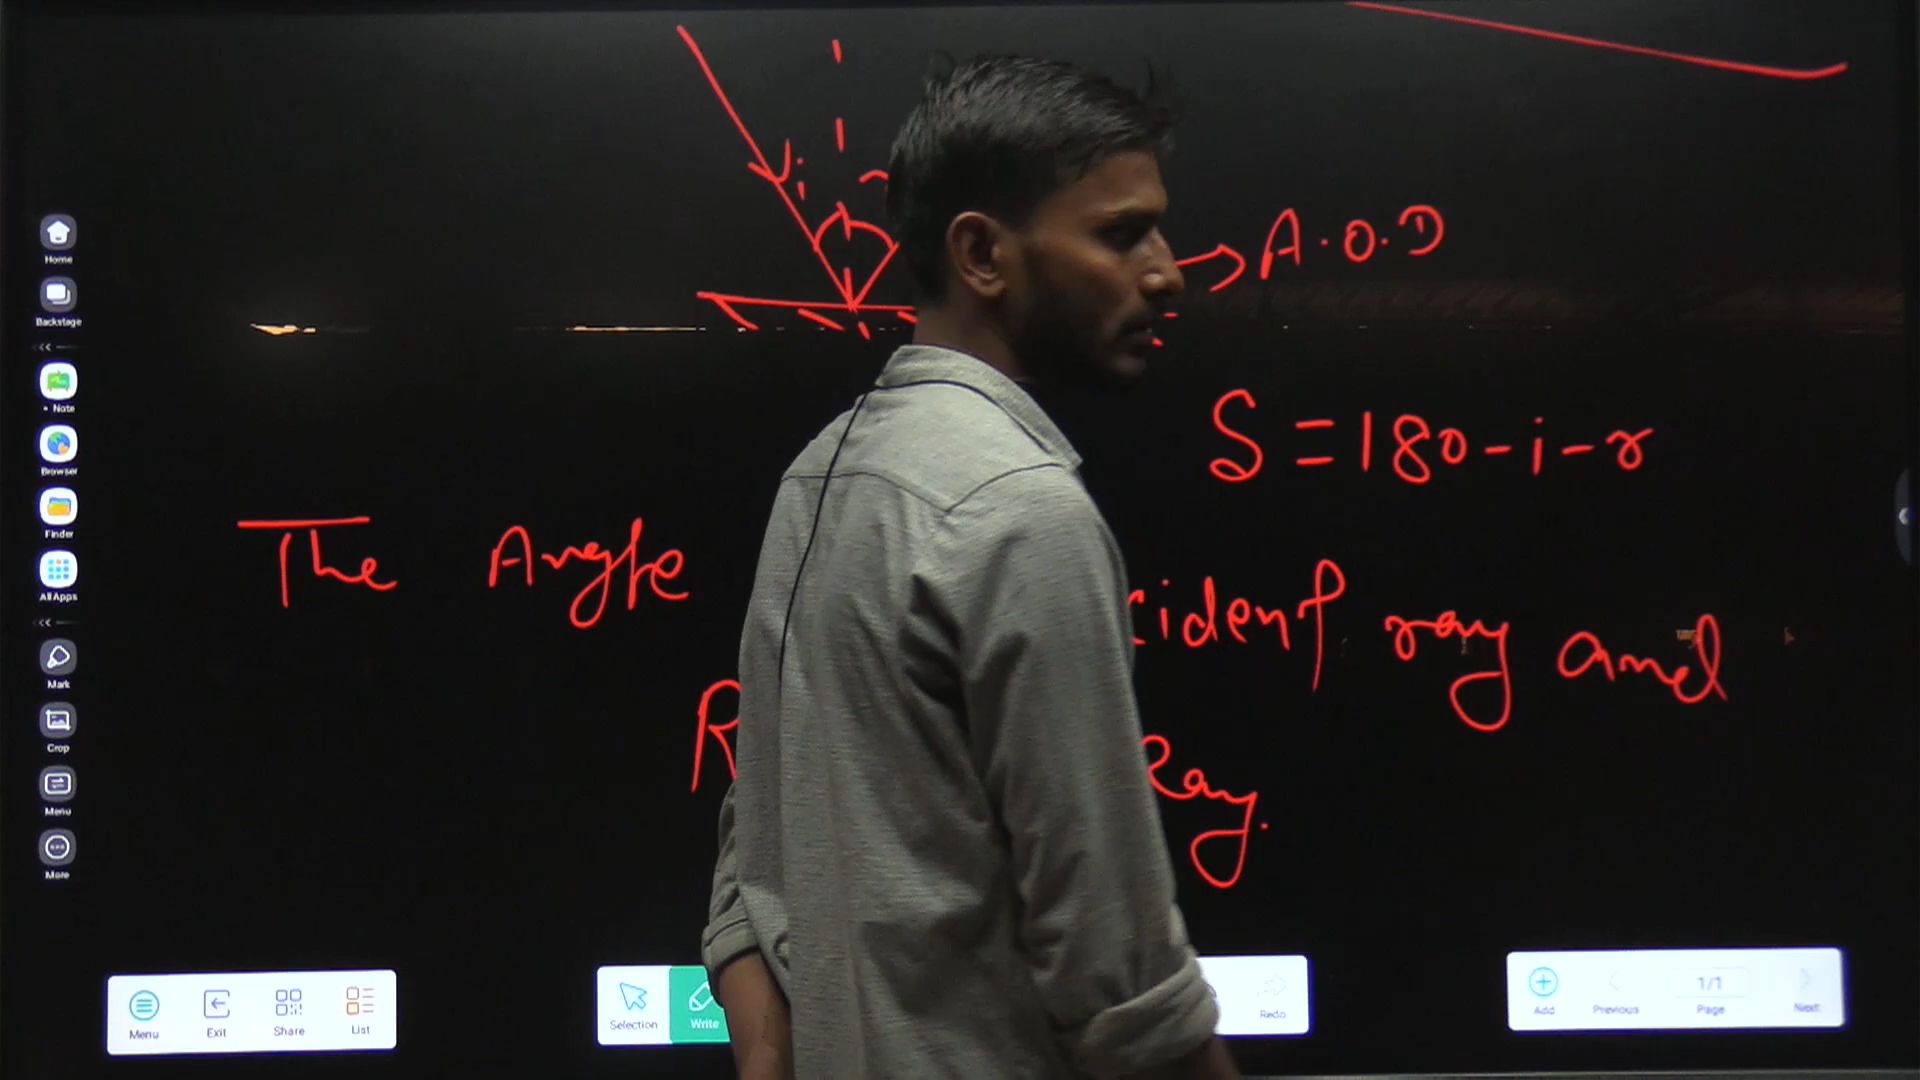 i
→ A.O.D
S = 180 - i - r
The Angle cident ray and
R Ray.
Home
Backstage
Note
Browser
Finder
All Apps
Mark
Crop
Menu
More
Menu Exit Share List
Selection Write Redo
Add Previous 1/1 Page Next